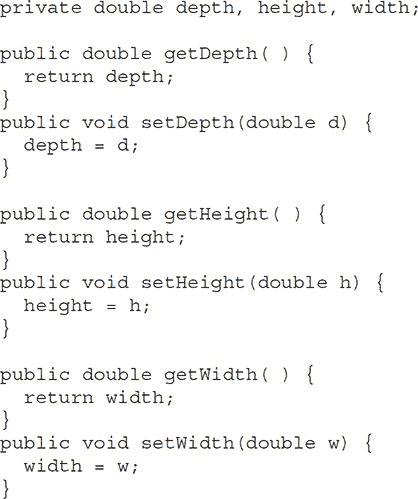 private double depth, height, width;
public double getDepth( ) {
return depth;
}
public void setDepth(double d) {
depth = d;
}
public double getHeight( ) {
return height;
}
public void setHeight(double h) {
height = h;
}
public double getWidth( ) {
return width;
}
public void setWidth(double w) {
width = w;
}